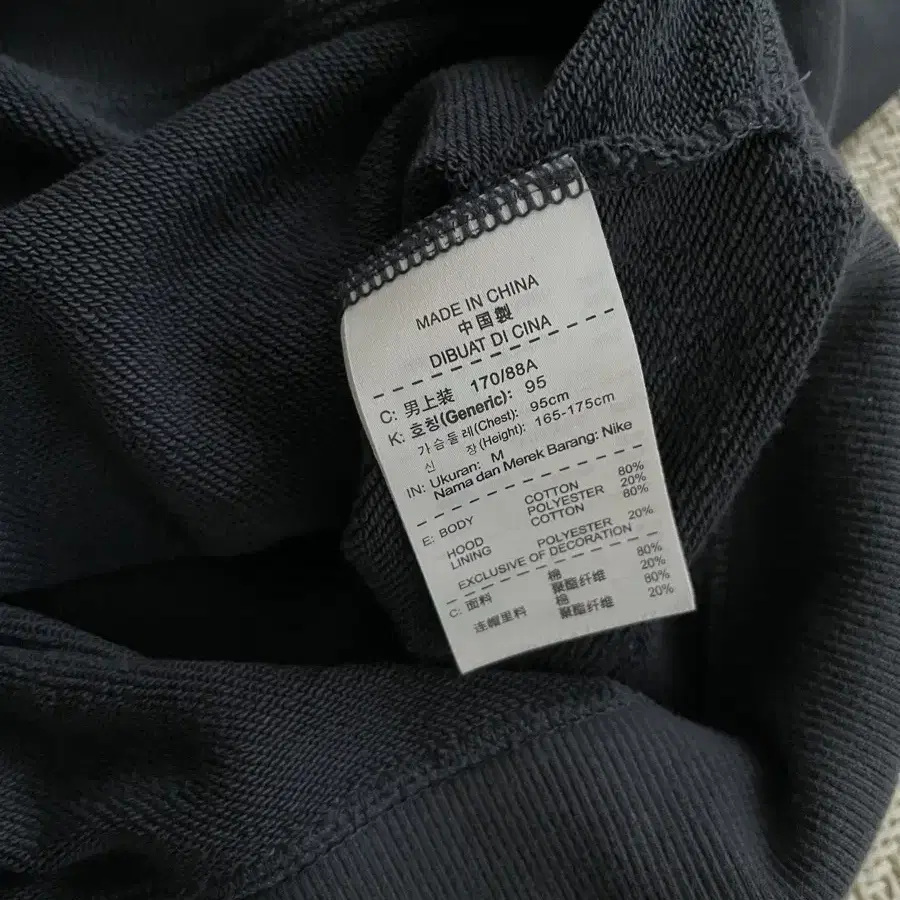 MADE IN CHINA
中国製
DIBUAT DI CINA
C: 男上装 170/88A
K: 호칭(Generic): 95
가슴둘레(Chest): 95cm
신 장(Height): 165-175cm
IN: Ukuran: M
Nama dan Merek Barang: Nike
E: BODY COTTON 80%
POLYESTER 20%
HOOD COTTON 80%
LINING POLYESTER 20%
EXCLUSIVE OF DECORATION
C: 面料 棉 80%
聚酯纤维 20%
连帽里料 棉 80%
聚酯纤维 20%